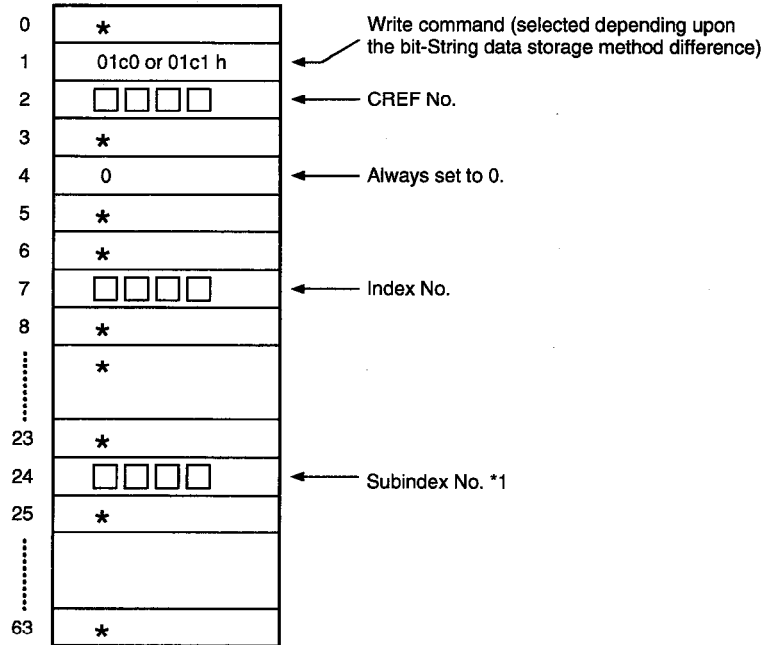 0 *
Write command (selected depending upon
the bit-String data storage method difference)
1 01c0 or 01c1 h
2 □□□□ CREF No.
3 *
4 0 Always set to 0.
5 *
6 *
7 □□□□ Index No.
8 *
*
23 *
24 □□□□ Subindex No. *1
25 *
63 *